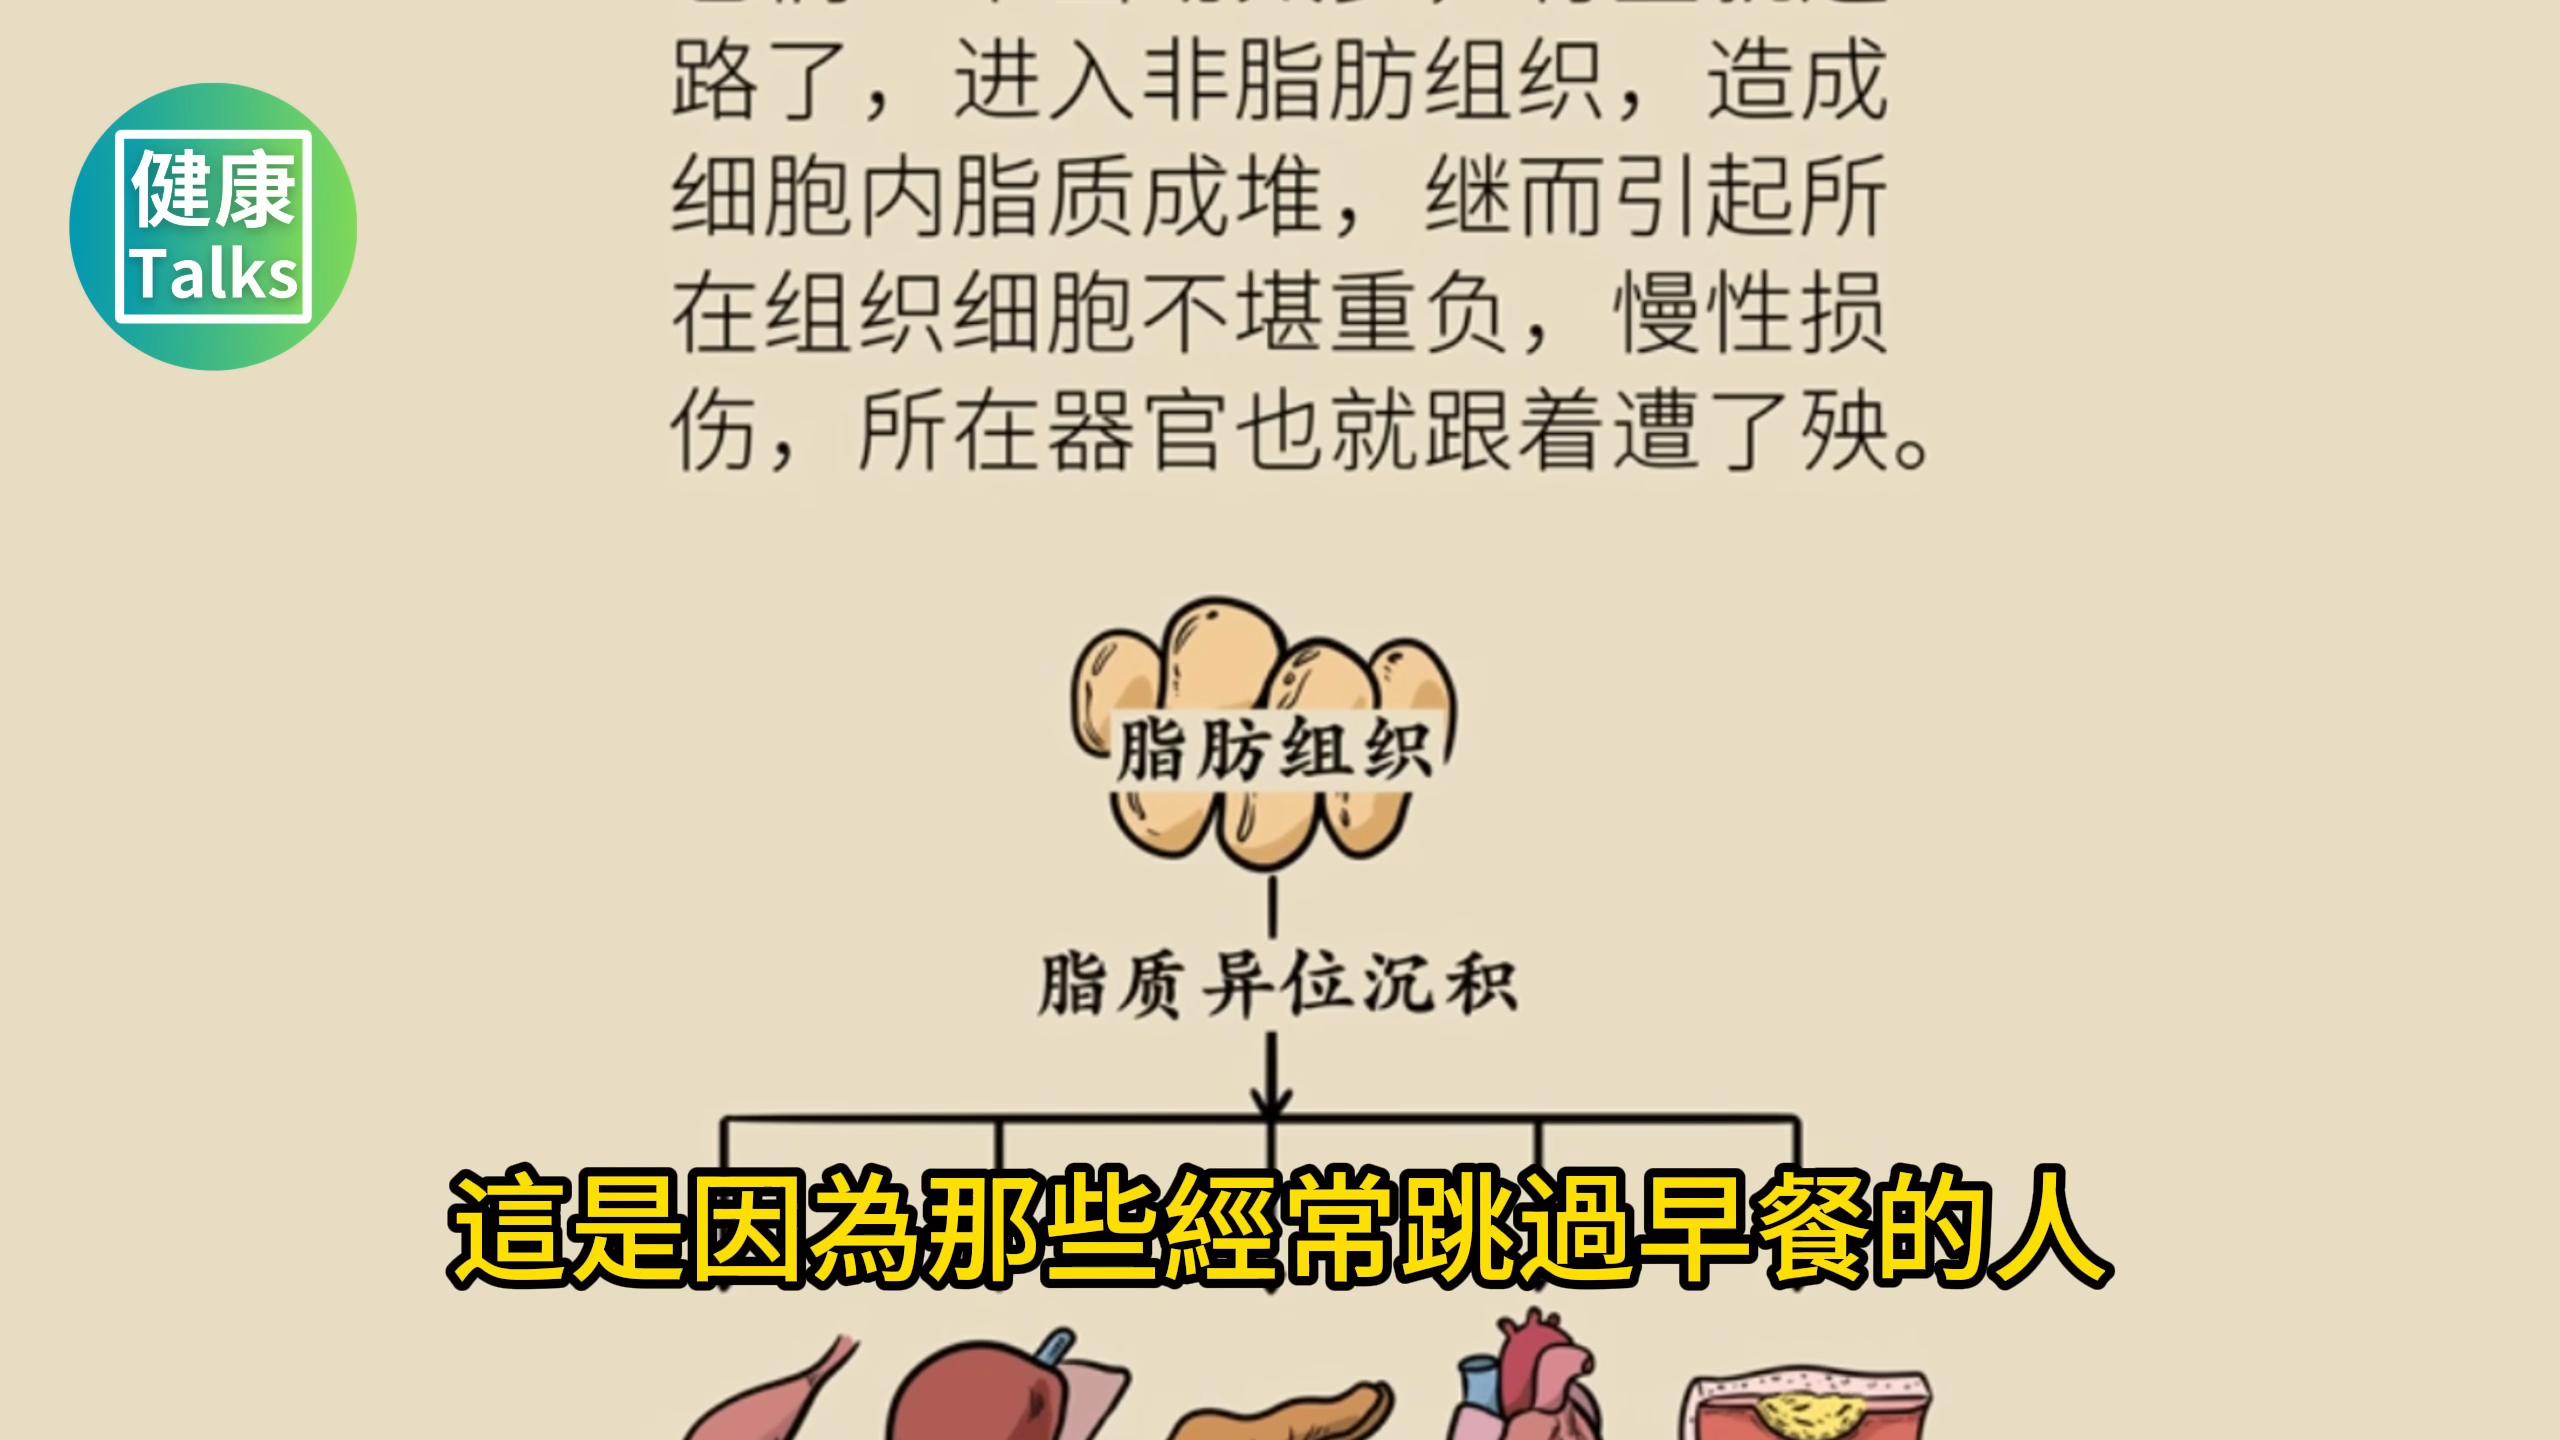 路了，进入非脂肪组织，造成
细胞内脂质成堆，继而引起所
在组织细胞不堪重负，慢性损
伤，所在器官也就跟着遭了殃。
健康
Talks
脂肪组织
脂质异位沉积
這是因為那些經常跳過早餐的人